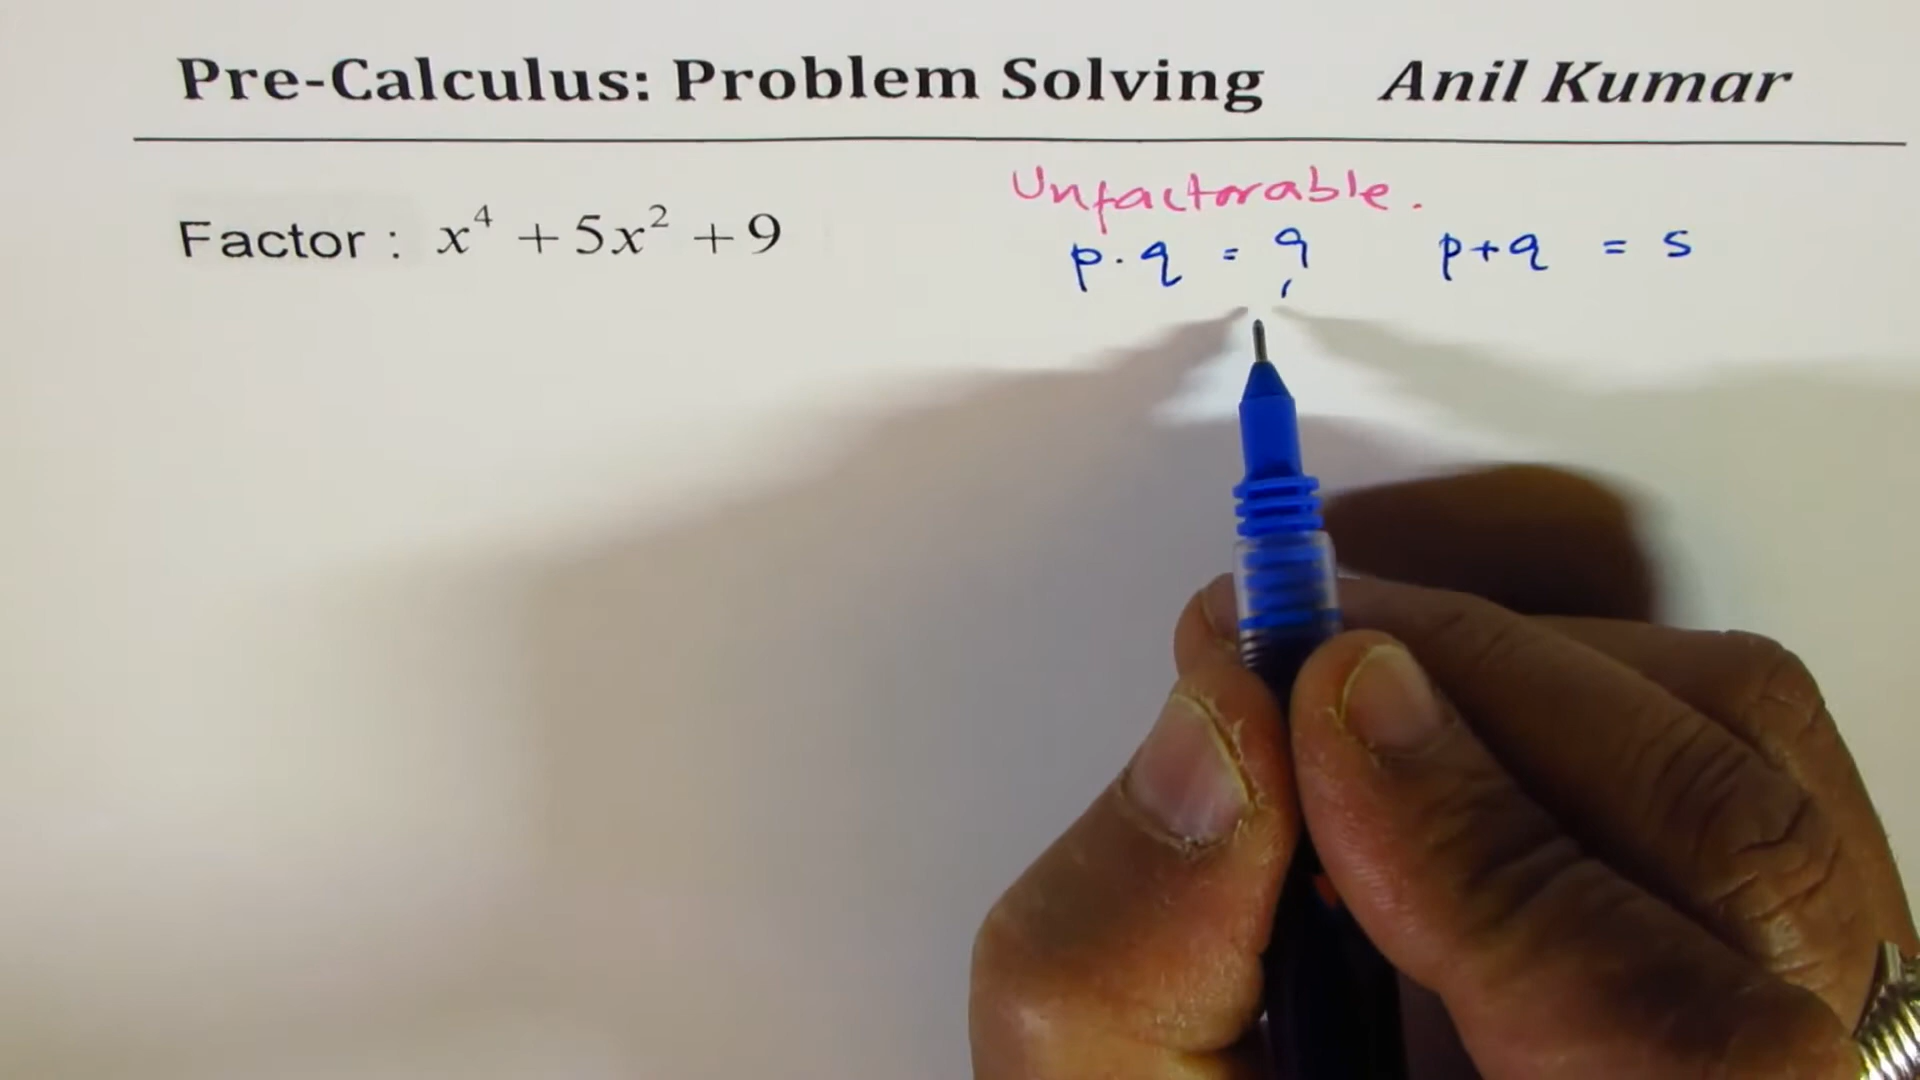 Pre-Calculus: Problem Solving Anil Kumar
Factor : x⁴ + 5x² + 9
Unfactorable.
p · q = 9 p + q = 5